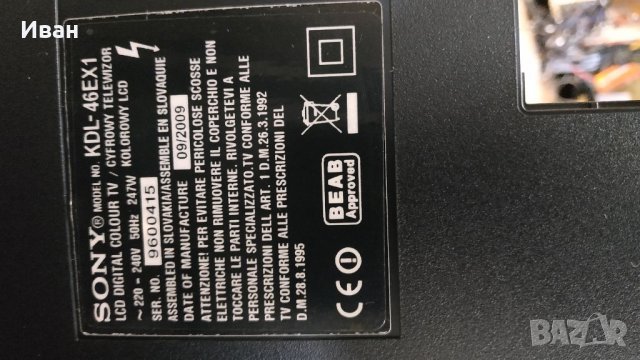 Иван
SONY® MODEL NO. KDL-46EX1
LCD DIGITAL COLOUR TV / CYFROWY TELEWIZOR
~ 220 - 240V 50Hz 247W KOLOROWY LCD
SER. NO. 9600415
ASSEMBLED IN SLOVAKIA/ASSEMBLE EN SLOVAQUIE
DATE OF MANUFACTURE 09/2009
ATTENZIONE! PER EVITARE PERICOLOSE SCOSSE
ELETTRICHE NON RIMUOVERE IL COPERCHIO E NON
TOCCARE LE PARTI INTERNE. RIVOLGETEVI A
PERSONALE SPECIALIZZATO.TV CONFORME ALLE
PRESCRIZIONI DELL ART. 1 D.M.26.3.1992
TV CONFORME ALLE PRESCRIZIONI DEL
D.M.28.8.1995
CE
BEAB
Approved
BAZAR
bg